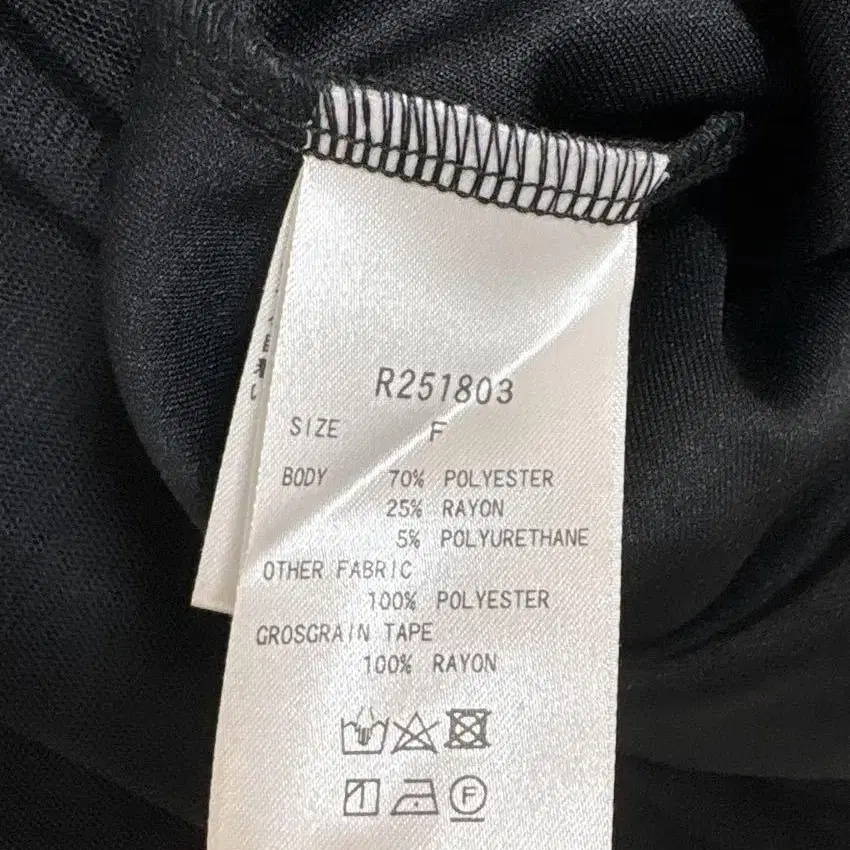 R251803
SIZE F
BODY 70% POLYESTER
25% RAYON
5% POLYURETHANE
OTHER FABRIC
100% POLYESTER
GROSGRAIN TAPE
100% RAYON
F